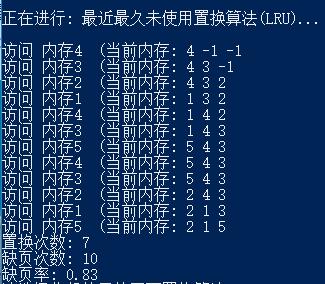 正在进行: 最近最久未使用置换算法(LRU)...
访问 内存4 (当前内存: 4 -1 -1
访问 内存3 (当前内存: 4 3 -1
访问 内存2 (当前内存: 4 3 2
访问 内存1 (当前内存: 1 3 2
访问 内存4 (当前内存: 1 4 2
访问 内存3 (当前内存: 1 4 3
访问 内存5 (当前内存: 5 4 3
访问 内存4 (当前内存: 5 4 3
访问 内存3 (当前内存: 5 4 3
访问 内存2 (当前内存: 2 4 3
访问 内存1 (当前内存: 2 1 3
访问 内存5 (当前内存: 2 1 5
置换次数: 7
缺页次数: 10
缺页率: 0.83